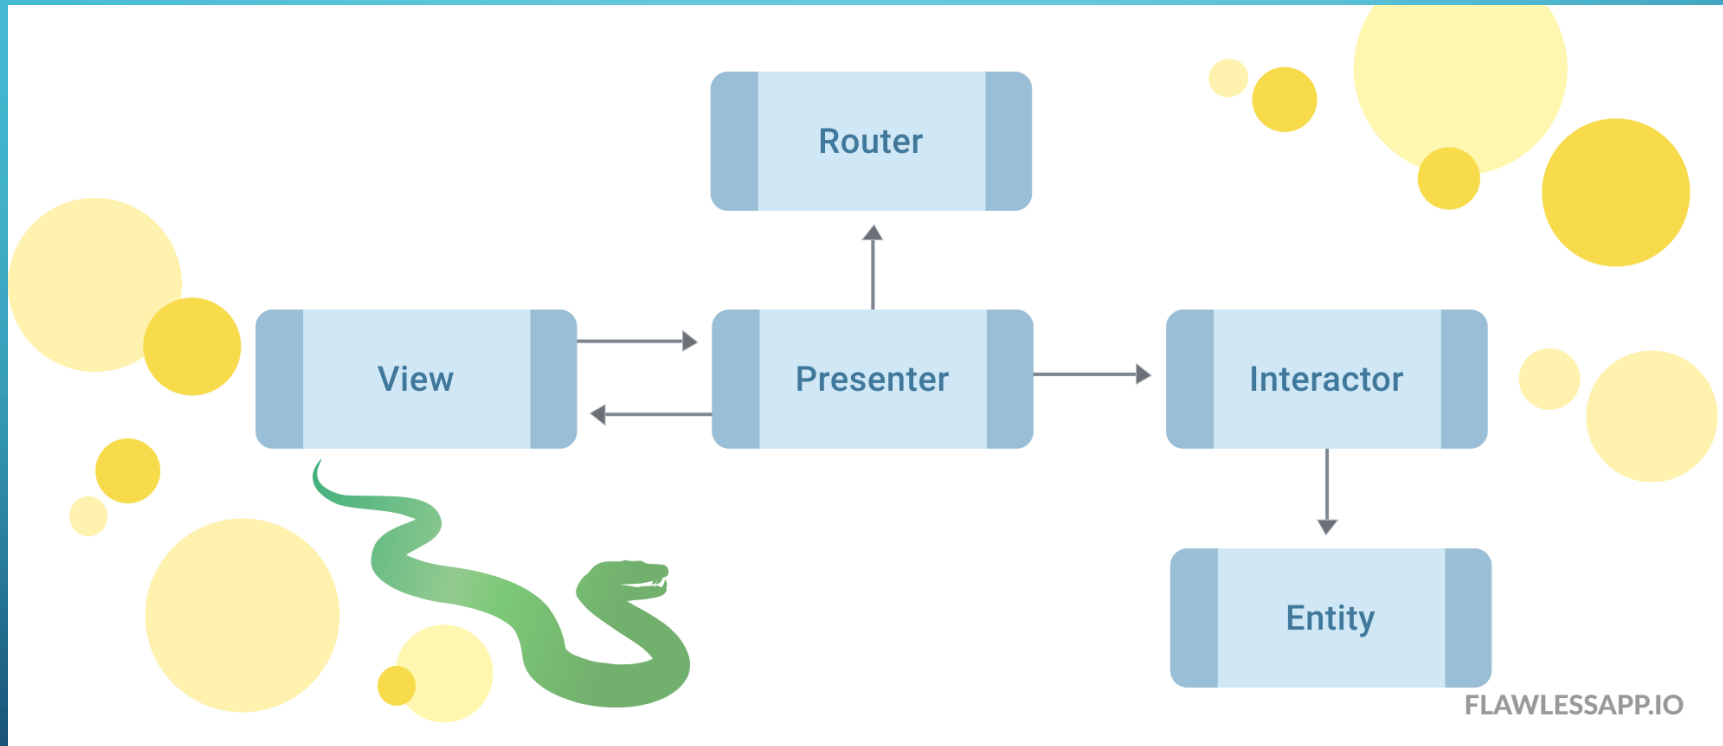 Router
View
Presenter
Interactor
Entity
FLAWLESSAPP.IO